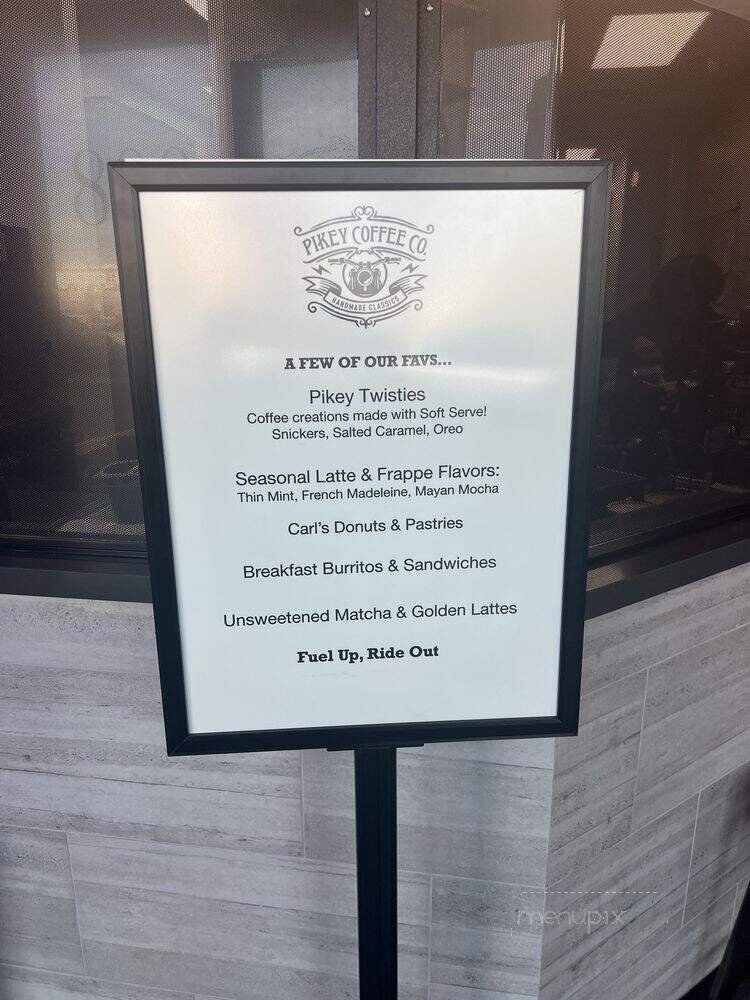 PIKEY COFFEE CO.
HANDMADE CLASSICS
A FEW OF OUR FAVS...
Pikey Twisties
Coffee creations made with Soft Serve!
Snickers, Salted Caramel, Oreo
Seasonal Latte & Frappe Flavors:
Thin Mint, French Madeleine, Mayan Mocha
Carl's Donuts & Pastries
Breakfast Burritos & Sandwiches
Unsweetened Matcha & Golden Lattes
Fuel Up, Ride Out
menupix